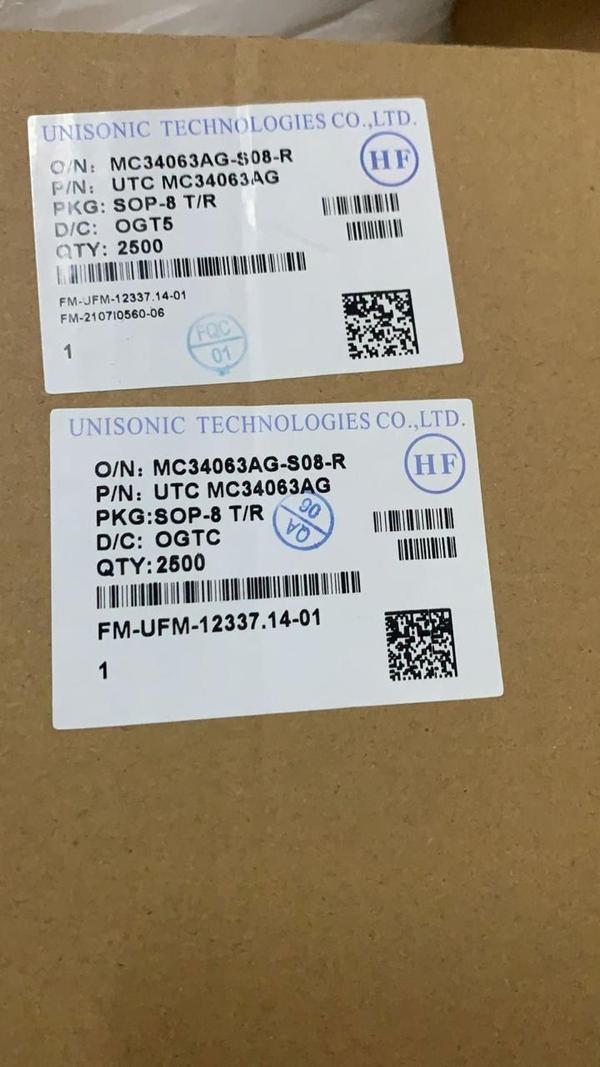 UNISONIC TECHNOLOGIES CO.,LTD.
O/N: MC34063AG-S08-R
HF
P/N: UTC MC34063AG
PKG: SOP-8 T/R
D/C: OGT5
QTY: 2500
FM-UFM-12337.14-01
FM-2107I0560-06
FQC
01
1
UNISONIC TECHNOLOGIES CO.,LTD.
O/N: MC34063AG-S08-R
HF
P/N: UTC MC34063AG
PKG:SOP-8 T/R
QA
06
D/C: OGTC
QTY:2500
FM-UFM-12337.14-01
1